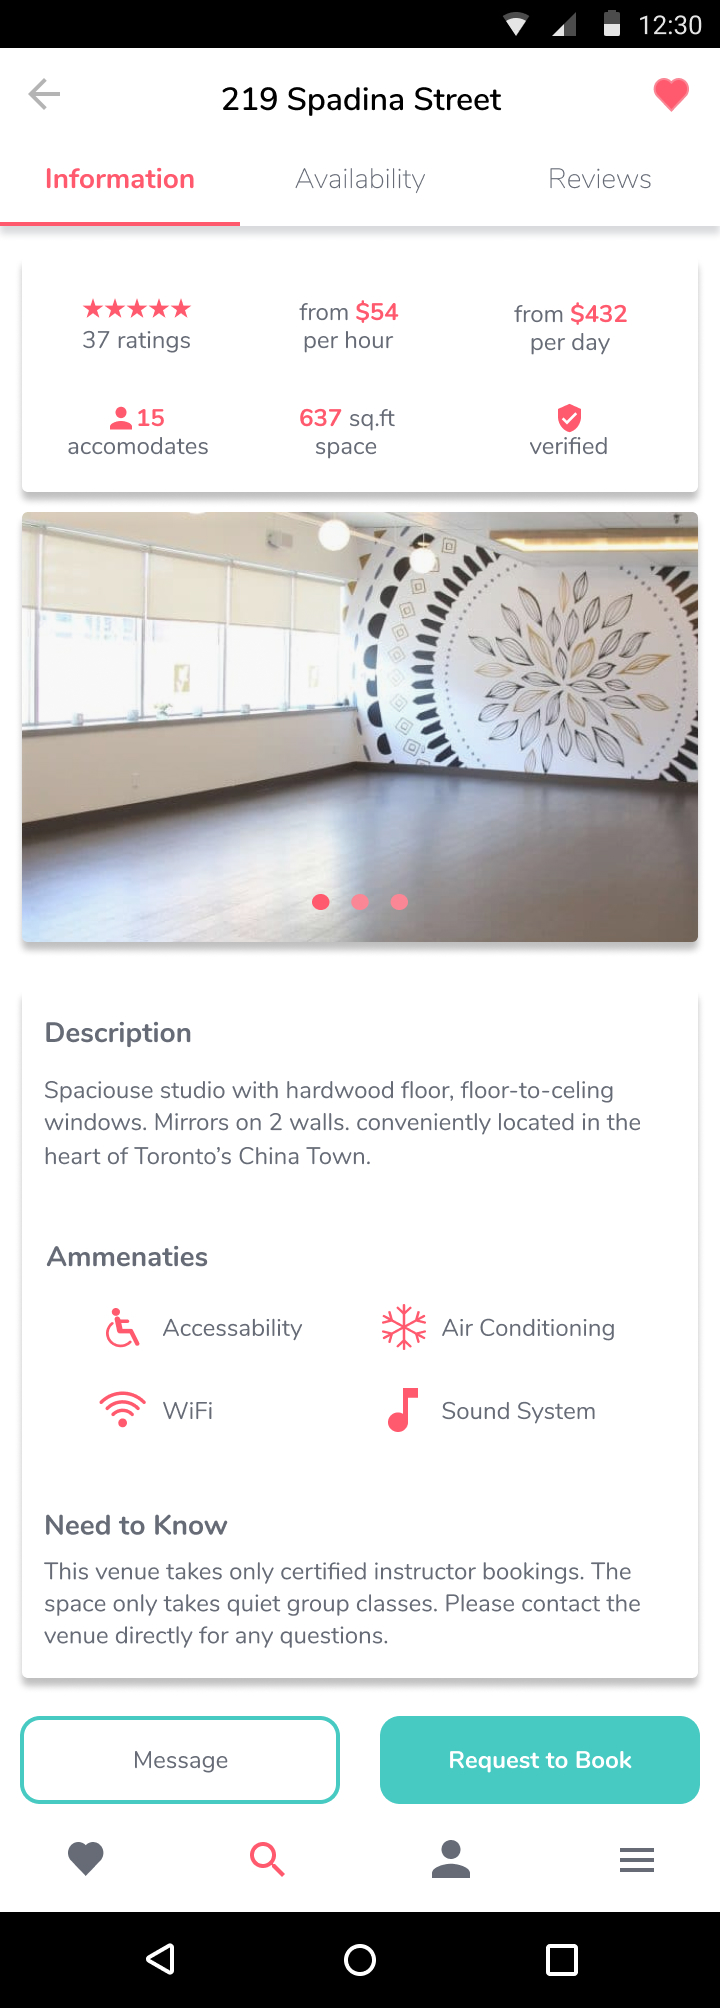 12:30
219 Spadina Street
Information
Availability
Reviews
★★★★★
37 ratings
from $54
per hour
from $432
per day
15
accomodates
637 sq.ft
space
verified
Description
Spaciouse studio with hardwood floor, floor-to-celing
windows. Mirrors on 2 walls. conveniently located in the
heart of Toronto’s China Town.
Ammenaties
Accessability
Air Conditioning
WiFi
Sound System
Need to Know
This venue takes only certified instructor bookings. The
space only takes quiet group classes. Please contact the
venue directly for any questions.
Message
Request to Book